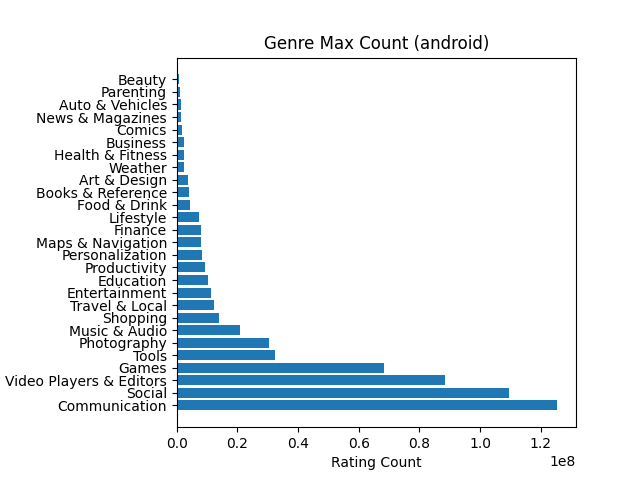 Genre Max Count (android)
Beauty
Parenting
Auto & Vehicles
News & Magazines
Comics
Business
Health & Fitness
Weather
Art & Design
Books & Reference
Food & Drink
Lifestyle
Finance
Maps & Navigation
Personalization
Productivity
Education
Entertainment
Travel & Local
Shopping
Music & Audio
Photography
Tools
Games
Video Players & Editors
Social
Communication
0.0 0.2 0.4 0.6 0.8 1.0 1.2
1e8
Rating Count